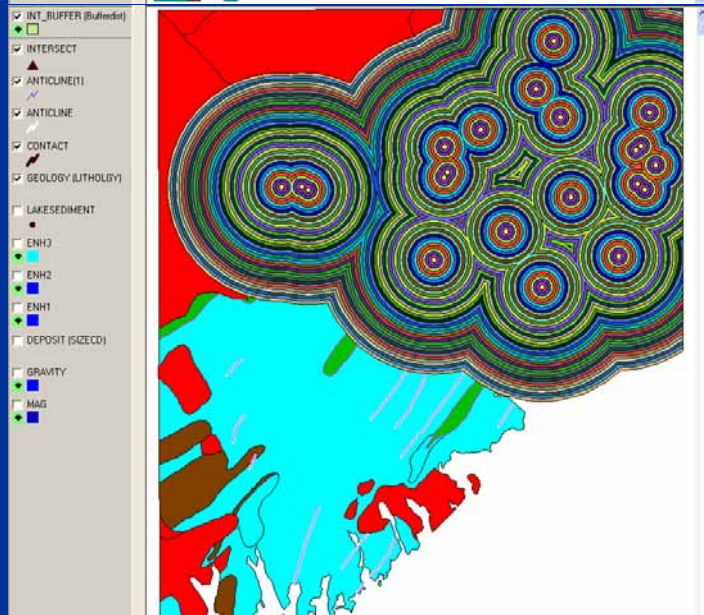 INT_BUFFER (Bufferdist)
INTERSECT
ANTICLINE(1)
ANTICLINE
CONTACT
GEOLOGY (LITHOLGY)
LAKESEDIMENT
ENH3
ENH2
ENH1
DEPOSIT (SIZECD)
GRAVITY
MAG